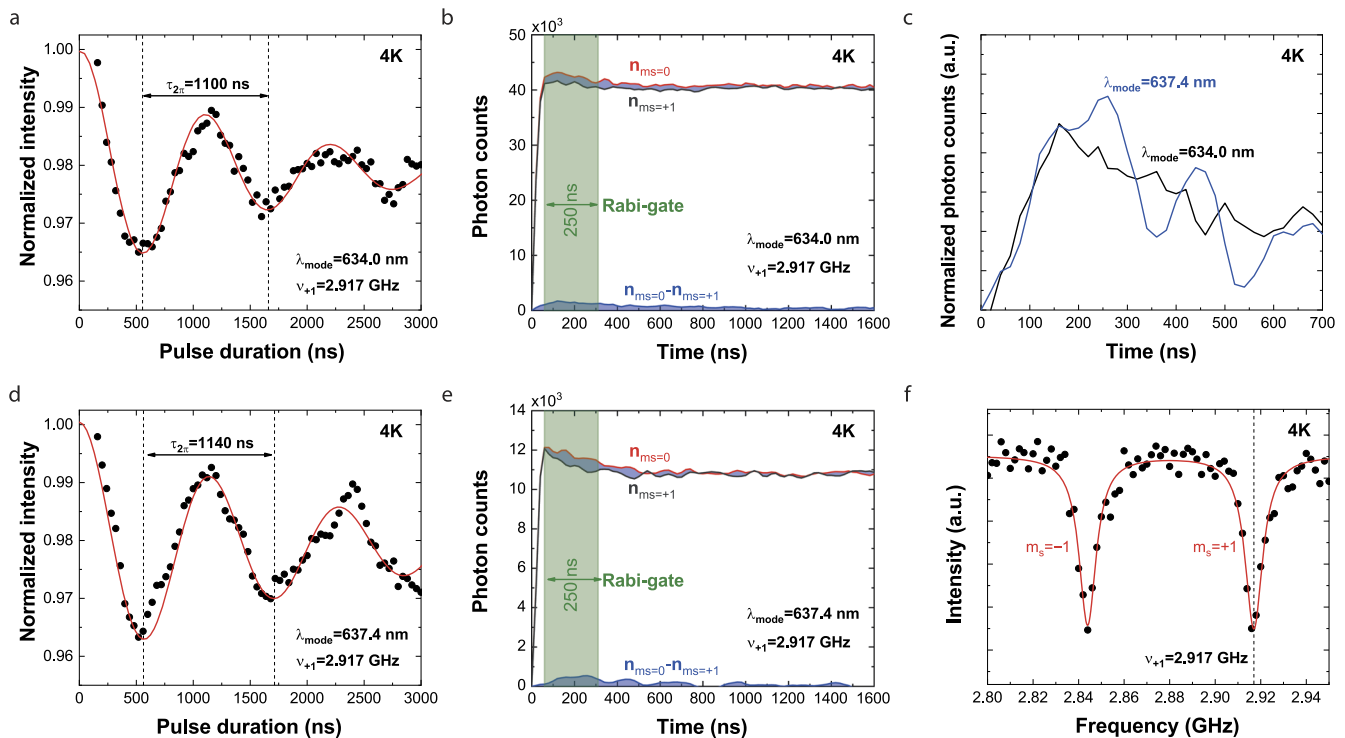 a
4K
τ2π=1100 ns
λmode=634.0 nm
ν+1=2.917 GHz
Normalized intensity
1.00
0.99
0.98
0.97
0.96
0 500 1000 1500 2000 2500 3000
Pulse duration (ns)
b
×10³
4K
nms=0
nms=+1
250 ns
Rabi-gate
λmode=634.0 nm
ν+1=2.917 GHz
nms=0-nms=+1
Photon counts
50
40
30
20
10
0
0 200 400 600 800 1000 1200 1400 1600
Time (ns)
c
4K
λmode=637.4 nm
λmode=634.0 nm
Normalized photon counts (a.u.)
0 100 200 300 400 500 600 700
Time (ns)
d
4K
τ2π=1140 ns
λmode=637.4 nm
ν+1=2.917 GHz
Normalized intensity
1.00
0.99
0.98
0.97
0.96
0 500 1000 1500 2000 2500 3000
Pulse duration (ns)
e
×10³
4K
nms=0
nms=+1
250 ns
Rabi-gate
λmode=637.4 nm
ν+1=2.917 GHz
nms=0-nms=+1
Photon counts
14
12
10
8
6
4
2
0
0 200 400 600 800 1000 1200 1400 1600
Time (ns)
f
4K
ms=−1
ms=+1
ν+1=2.917 GHz
Intensity (a.u.)
2.80 2.82 2.84 2.86 2.88 2.90 2.92 2.94
Frequency (GHz)